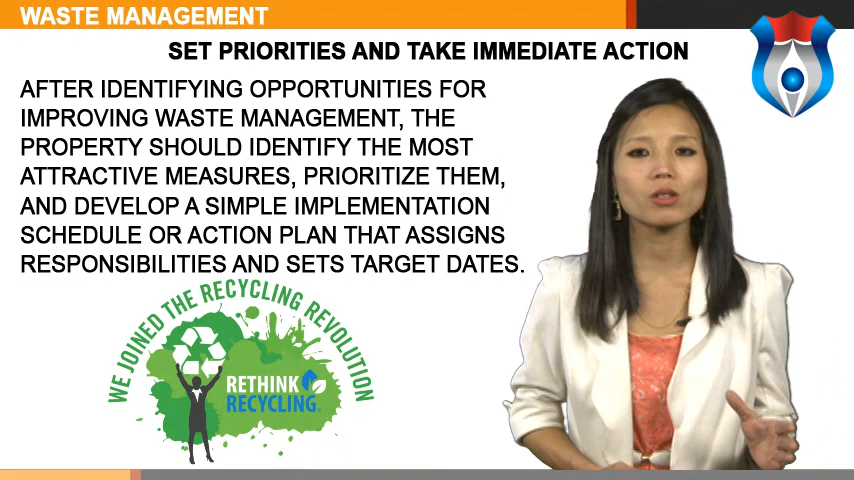 WASTE MANAGEMENT
SET PRIORITIES AND TAKE IMMEDIATE ACTION
AFTER IDENTIFYING OPPORTUNITIES FOR
IMPROVING WASTE MANAGEMENT, THE
PROPERTY SHOULD IDENTIFY THE MOST
ATTRACTIVE MEASURES, PRIORITIZE THEM,
AND DEVELOP A SIMPLE IMPLEMENTATION
SCHEDULE OR ACTION PLAN THAT ASSIGNS
RESPONSIBILITIES AND SETS TARGET DATES.
WE JOINED THE RECYCLING REVOLUTION
RETHINK
RECYCLING